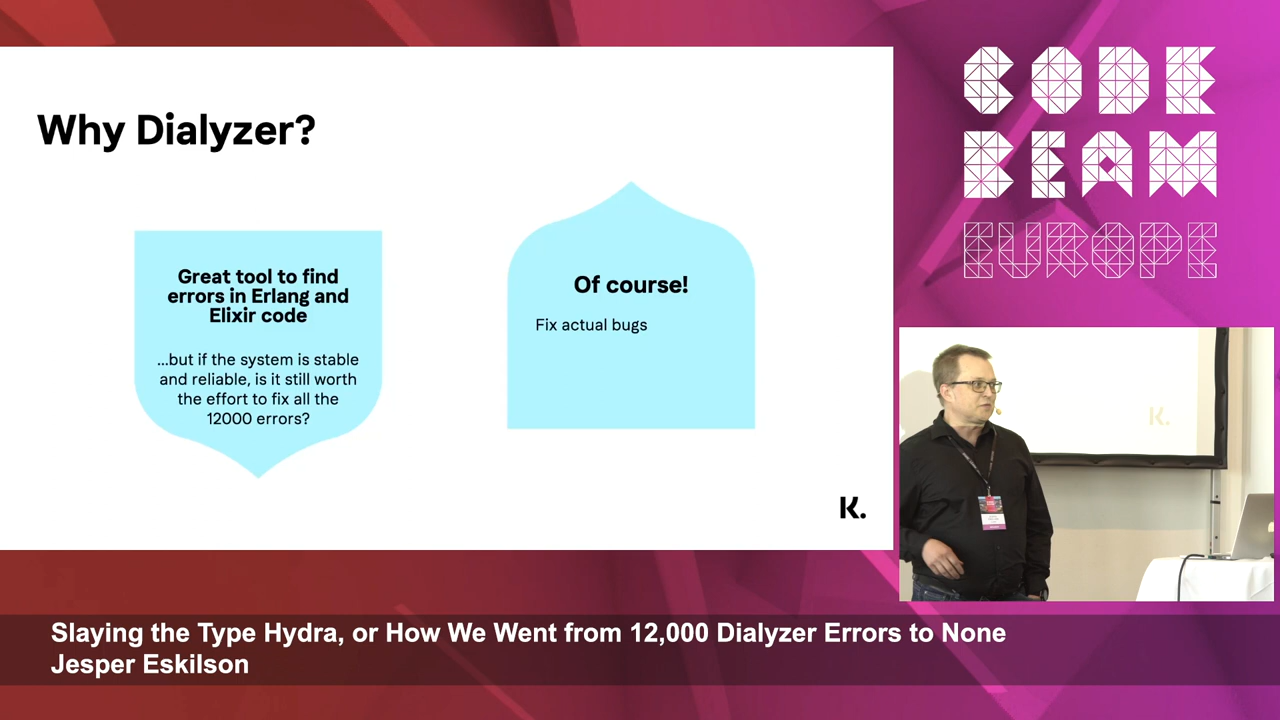 Why Dialyzer?
Great tool to find
errors in Erlang and
Elixir code
...but if the system is stable
and reliable, is it still worth
the effort to fix all the
12000 errors?
Of course!
Fix actual bugs
K.
CODE
BEAM
EUROPE
K.
Slaying the Type Hydra, or How We Went from 12,000 Dialyzer Errors to None
Jesper Eskilson